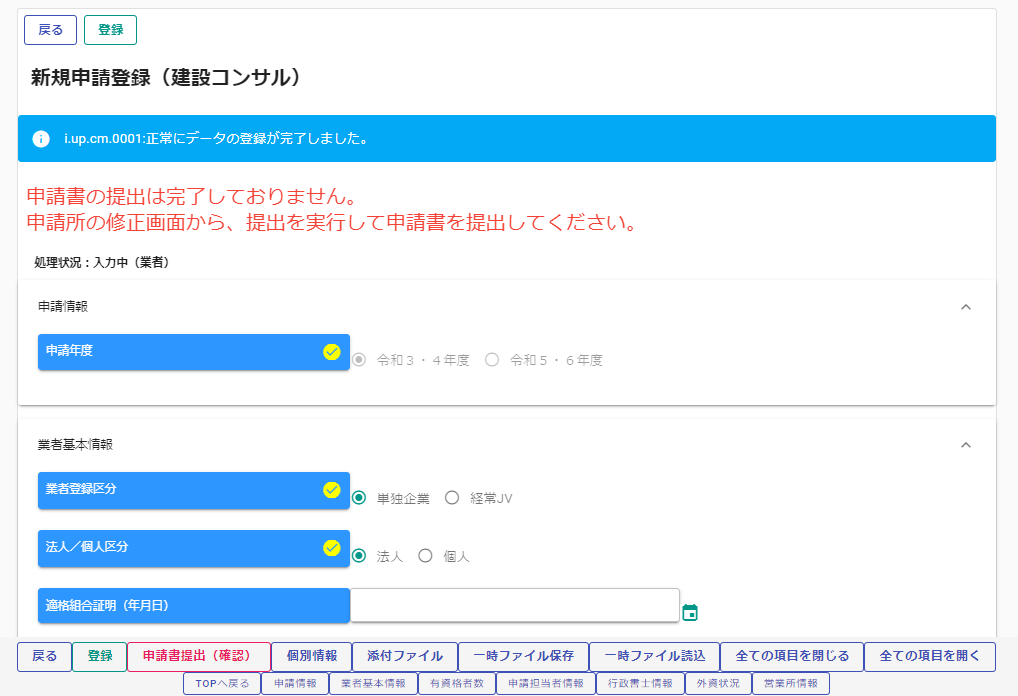 戻る 登録
新規申請登録（建設コンサル）
i.up.cm.0001:正常にデータの登録が完了しました。
申請書の提出は完了しておりません。
申請所の修正画面から、提出を実行して申請書を提出してください。
処理状況：入力中（業者）
申請情報
申請年度 令和３・４年度 令和５・６年度
業者基本情報
業者登録区分 単独企業 経常JV
法人／個人区分 法人 個人
適格組合証明（年月日）
戻る 登録 申請書提出（確認） 個別情報 添付ファイル 一時ファイル保存 一時ファイル読込 全ての項目を閉じる 全ての項目を開く
TOPへ戻る 申請情報 業者基本情報 有資格者数 申請担当者情報 行政書士情報 外資状況 営業所情報